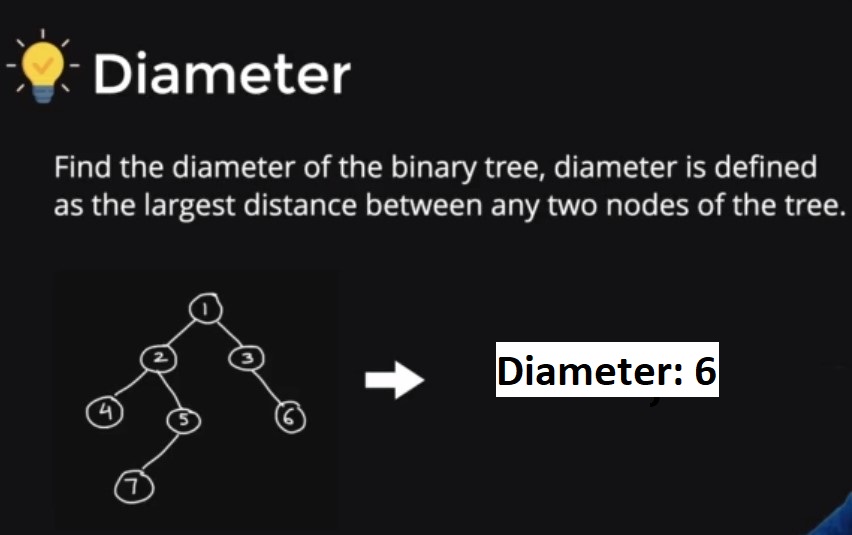 Diameter
Find the diameter of the binary tree, diameter is defined
as the largest distance between any two nodes of the tree.
1
2 3
Diameter: 6
4 5 6
7